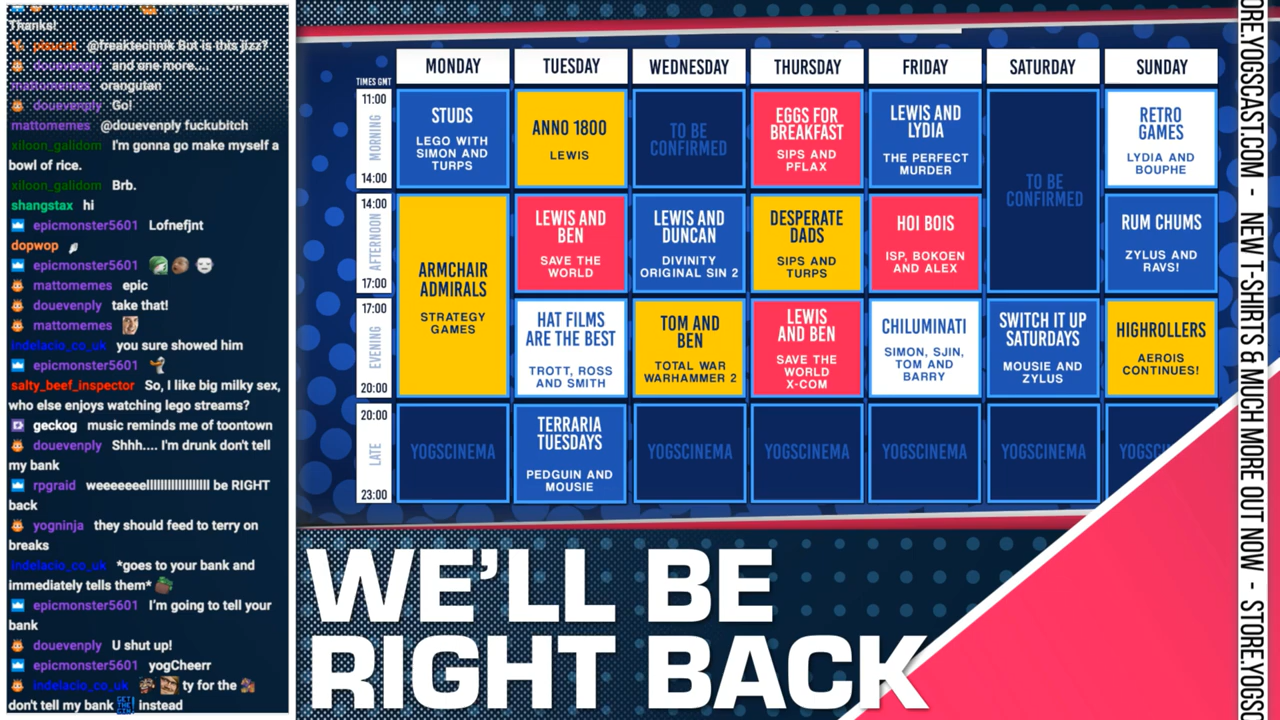 Thanks!
ptaucat @freaktechnik But is this jizz?
douevenply and one more....
mattomemes orangutan
douevenply Gol
mattomemes @douevenply fuckubitch
xiloon_galidom I'm gonna go make myself a
bowl of rice.
xiloon_galidom Brb.
shangstax hi
epicmonster5601 Lofnefjnt
dopwop
epicmonster5601
mattomemes epic
douevenply take that!
mattomemes
indelacio_co_uk you sure showed him
epicmonster5601
salty_beef_inspector So, I like big milky sex,
who else enjoys watching lego streams?
geckog music reminds me of toontown
douevenply Shhh.... I'm drunk don't tell
my bank
rpgraid weeeeeeellllllllllllllllllll be RIGHT
back
yogninja they should feed to terry on
breaks
indelacio_co_uk *goes to your bank and
immediately tells them*
epicmonster5601 I'm going to tell your
bank
douevenply U shut up!
epicmonster5601 yogCheerr
indelacio_co_uk ty for the
don't tell my bank GET THE GIN! instead
TIMES GMT
MONDAY
TUESDAY
WEDNESDAY
THURSDAY
FRIDAY
SATURDAY
SUNDAY
11:00
MORNING
14:00
STUDS
LEGO WITH
SIMON AND
TURPS
ANNO 1800
LEWIS
TO BE
CONFIRMED
EGGS FOR
BREAKFAST
SIPS AND
PFLAX
LEWIS AND
LYDIA
THE PERFECT
MURDER
TO BE
CONFIRMED
RETRO
GAMES
LYDIA AND
BOUPHE
14:00
AFTERNOON
17:00
ARMCHAIR
ADMIRALS
STRATEGY
GAMES
LEWIS AND
BEN
SAVE THE
WORLD
LEWIS AND
DUNCAN
DIVINITY
ORIGINAL SIN 2
DESPERATE
DADS
SIPS AND
TURPS
HOI BOIS
ISP, BOKOEN
AND ALEX
RUM CHUMS
ZYLUS AND
RAVS!
17:00
EVENING
20:00
HAT FILMS
ARE THE BEST
TROTT, ROSS
AND SMITH
TOM AND
BEN
TOTAL WAR
WARHAMMER 2
LEWIS
AND BEN
SAVE THE
WORLD
X-COM
CHILUMINATI
SIMON, SJIN,
TOM AND
BARRY
SWITCH IT UP
SATURDAYS
MOUSIE AND
ZYLUS
HIGHROLLERS
AEROIS
CONTINUES!
20:00
LATE
23:00
YOGSCINEMA
TERRARIA
TUESDAYS
PEDGUIN AND
MOUSIE
YOGSCINEMA
YOGSCINEMA
YOGSCINEMA
YOGSCINEMA
YOGSC
WE'LL BE
RIGHT BACK
ORE.YOGSCAST.COM - NEW T-SHIRTS & MUCH MORE OUT NOW - STORE.YOGSC